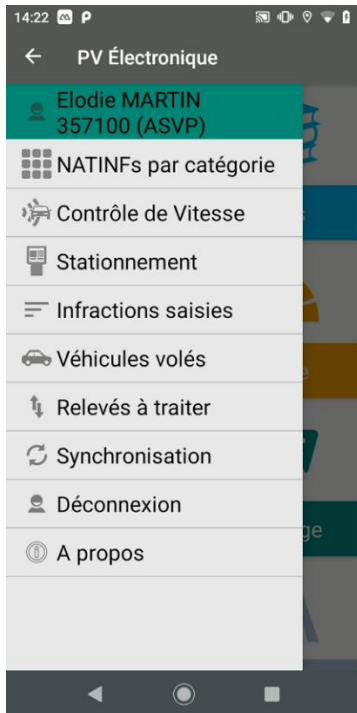 14:22
PV Électronique
Elodie MARTIN
357100 (ASVP)
NATINFs par catégorie
Contrôle de Vitesse
Stationnement
Infractions saisies
Véhicules volés
Relevés à traiter
Synchronisation
Déconnexion
A propos